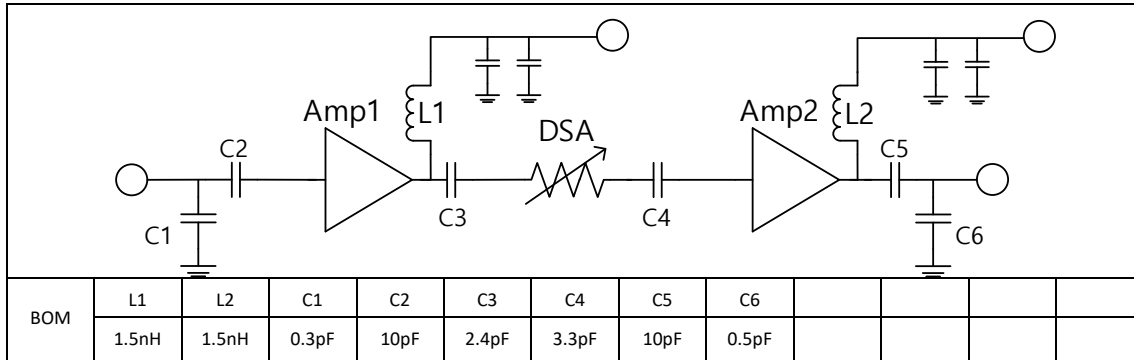 Amp1
L1
DSA
Amp2
L2
C2
C5
C3
C4
C1
C6
BOM L1 L2 C1 C2 C3 C4 C5 C6
1.5nH 1.5nH 0.3pF 10pF 2.4pF 3.3pF 10pF 0.5pF